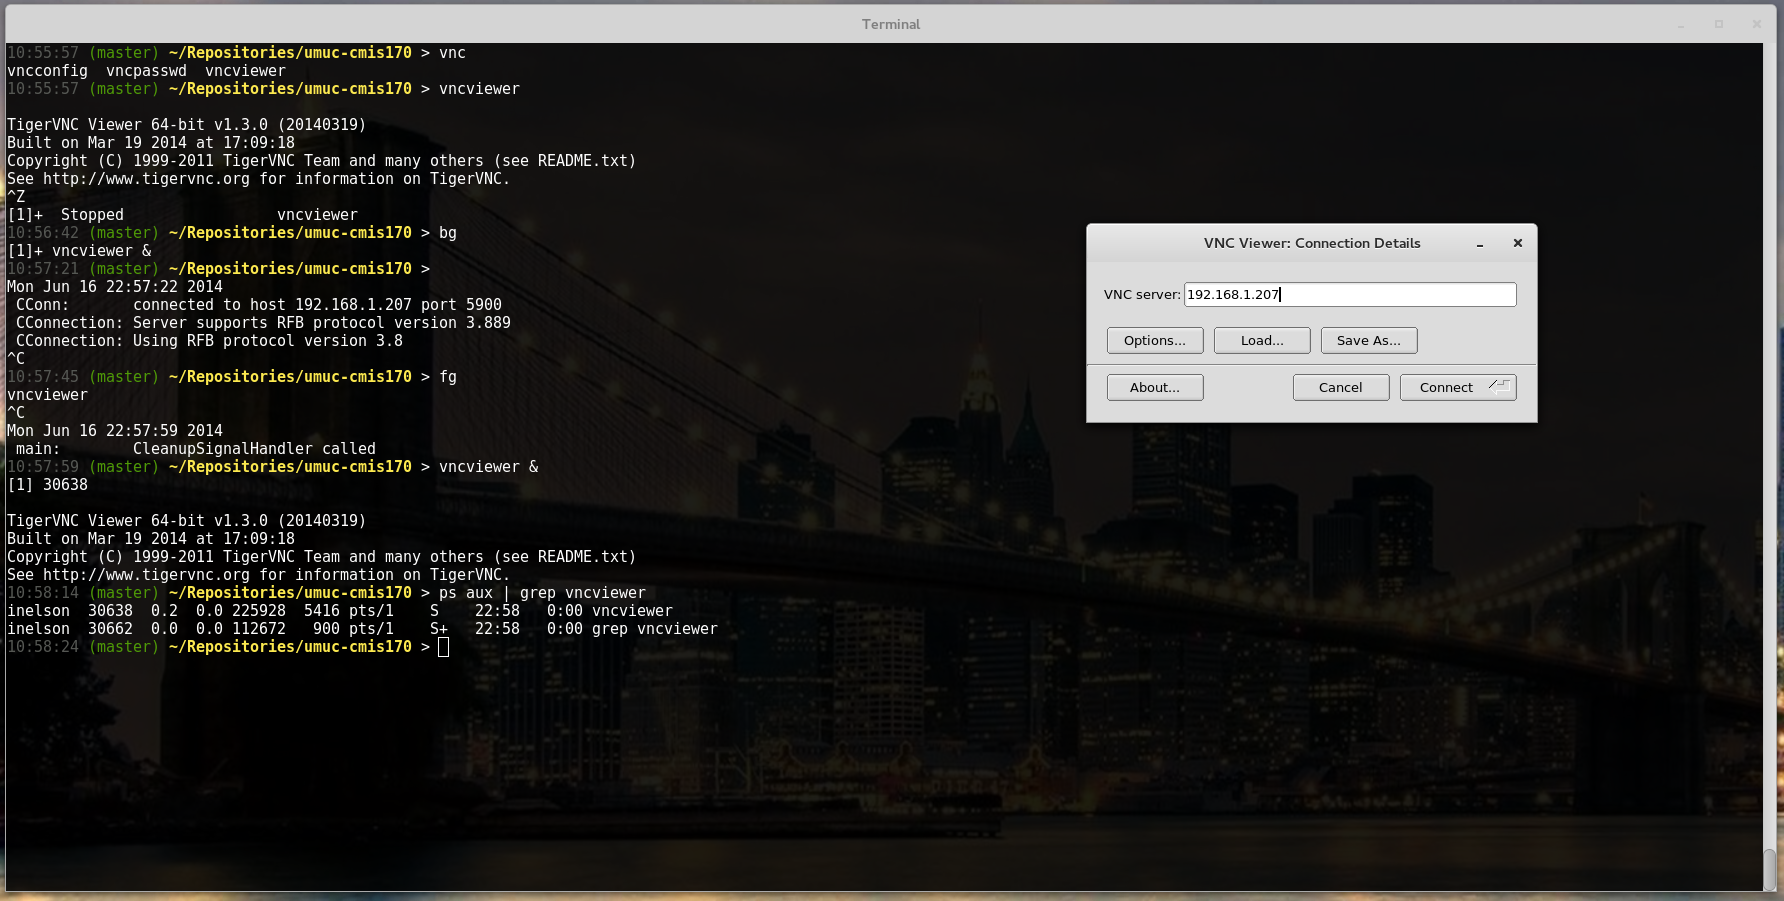 Terminal
10:55:57 (master) ~/Repositories/umuc-cmis170 > vnc
vncconfig  vncpasswd  vncviewer
10:55:57 (master) ~/Repositories/umuc-cmis170 > vncviewer
TigerVNC Viewer 64-bit v1.3.0 (20140319)
Built on Mar 19 2014 at 17:09:18
Copyright (C) 1999-2011 TigerVNC Team and many others (see README.txt)
See http://www.tigervnc.org for information on TigerVNC.
^Z
[1]+  Stopped                 vncviewer
10:56:42 (master) ~/Repositories/umuc-cmis170 > bg
[1]+ vncviewer &
10:57:21 (master) ~/Repositories/umuc-cmis170 >
Mon Jun 16 22:57:22 2014
 CConn:       connected to host 192.168.1.207 port 5900
 CConnection: Server supports RFB protocol version 3.889
 CConnection: Using RFB protocol version 3.8
^C
10:57:45 (master) ~/Repositories/umuc-cmis170 > fg
vncviewer
^C
Mon Jun 16 22:57:59 2014
 main:        CleanupSignalHandler called
10:57:59 (master) ~/Repositories/umuc-cmis170 > vncviewer &
[1] 30638
TigerVNC Viewer 64-bit v1.3.0 (20140319)
Built on Mar 19 2014 at 17:09:18
Copyright (C) 1999-2011 TigerVNC Team and many others (see README.txt)
See http://www.tigervnc.org for information on TigerVNC.
10:58:14 (master) ~/Repositories/umuc-cmis170 > ps aux | grep vncviewer
inelson  30638  0.2  0.0 225928  5416 pts/1    S    22:58   0:00 vncviewer
inelson  30662  0.0  0.0 112672   900 pts/1    S+   22:58   0:00 grep vncviewer
10:58:24 (master) ~/Repositories/umuc-cmis170 >
VNC Viewer: Connection Details
VNC server: 192.168.1.207
Options... Load... Save As...
About... Cancel Connect